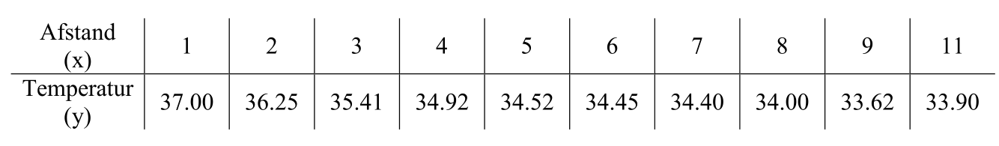 Afstand (x) 1 2 3 4 5 6 7 8 9 11
Temperatur (y) 37.00 36.25 35.41 34.92 34.52 34.45 34.40 34.00 33.62 33.90